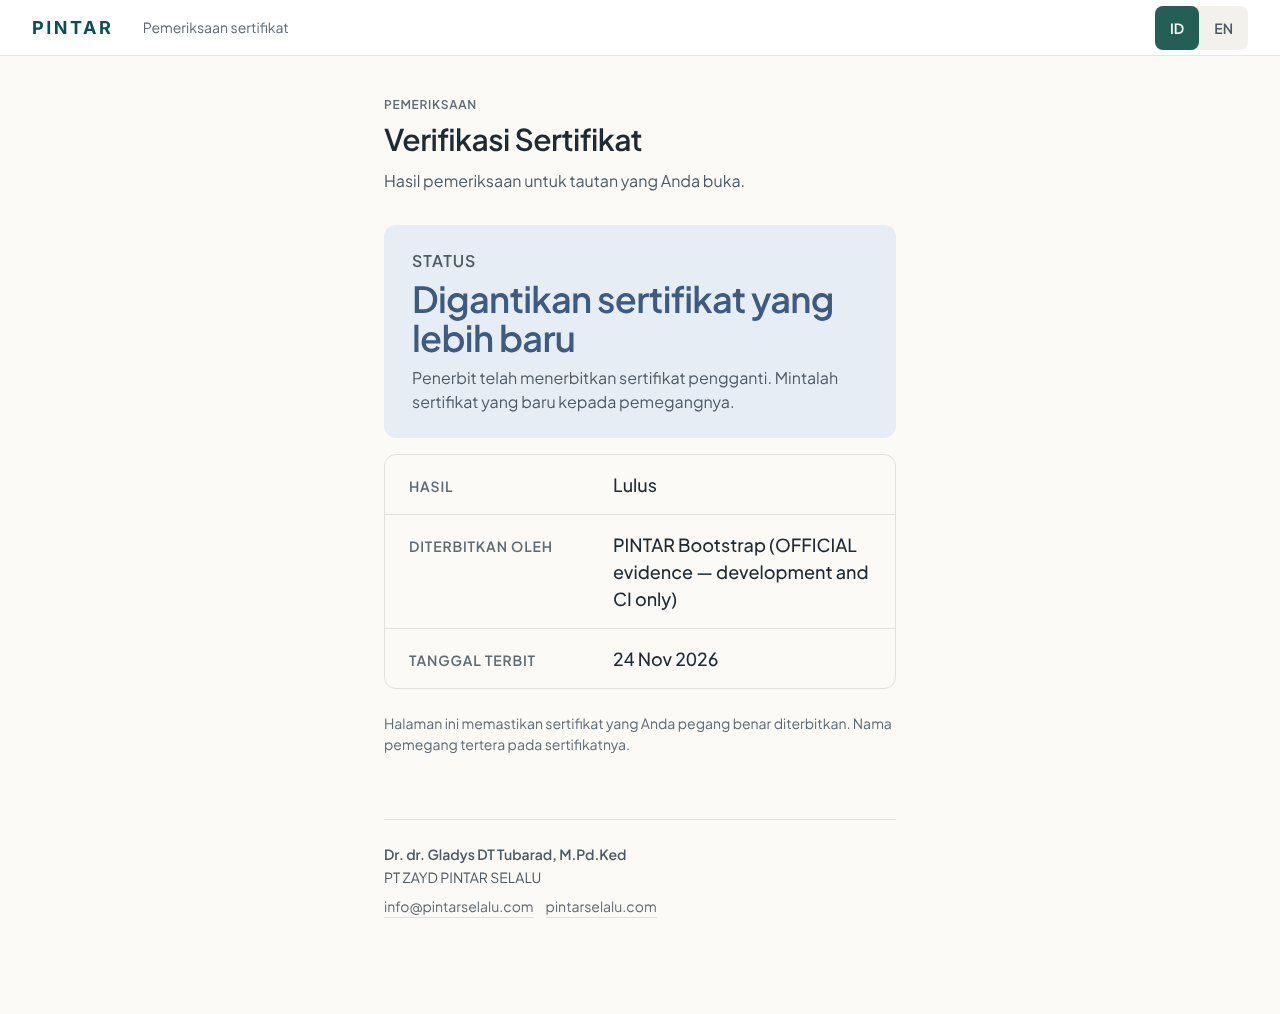 PINTAR
Pemeriksaan sertifikat
ID
EN
PEMERIKSAAN
Verifikasi Sertifikat
Hasil pemeriksaan untuk tautan yang Anda buka.
STATUS
Digantikan sertifikat yang
lebih baru
Penerbit telah menerbitkan sertifikat pengganti. Mintalah
sertifikat yang baru kepada pemegangnya.
HASIL
Lulus
DITERBITKAN OLEH
PINTAR Bootstrap (OFFICIAL
evidence — development and
CI only)
TANGGAL TERBIT
24 Nov 2026
Halaman ini memastikan sertifikat yang Anda pegang benar diterbitkan. Nama
pemegang tertera pada sertifikatnya.
Dr. dr. Gladys DT Tubarad, M.Pd.Ked
PT ZAYD PINTAR SELALU
info@pintarselalu.com pintarselalu.com